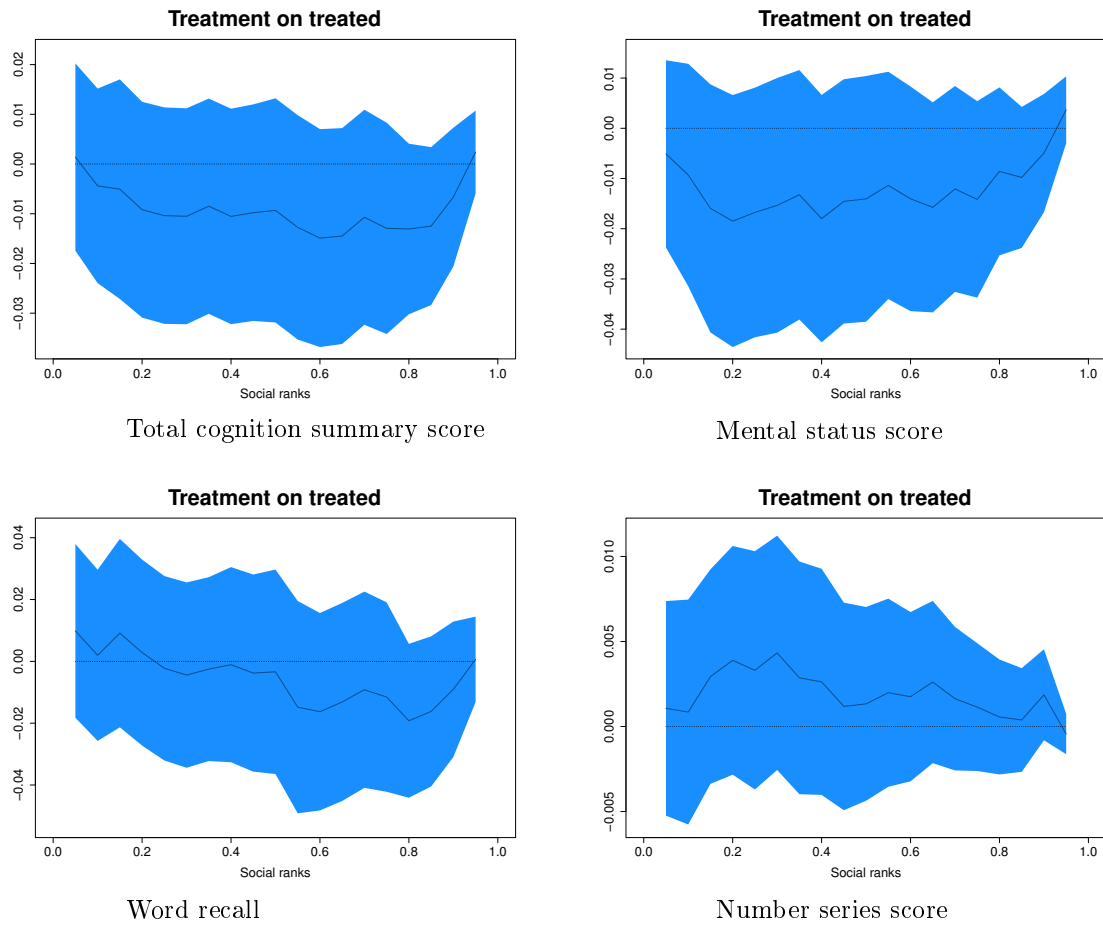 Treatment on treated
0.02
0.01
0.00
−0.01
−0.02
−0.03
0.0 0.2 0.4 0.6 0.8 1.0
Social ranks
Total cognition summary score
Treatment on treated
0.01
0.00
−0.01
−0.02
−0.03
−0.04
0.0 0.2 0.4 0.6 0.8 1.0
Social ranks
Mental status score
Treatment on treated
0.04
0.02
0.00
−0.02
−0.04
0.0 0.2 0.4 0.6 0.8 1.0
Social ranks
Word recall
Treatment on treated
0.010
0.005
0.000
−0.005
0.0 0.2 0.4 0.6 0.8 1.0
Social ranks
Number series score